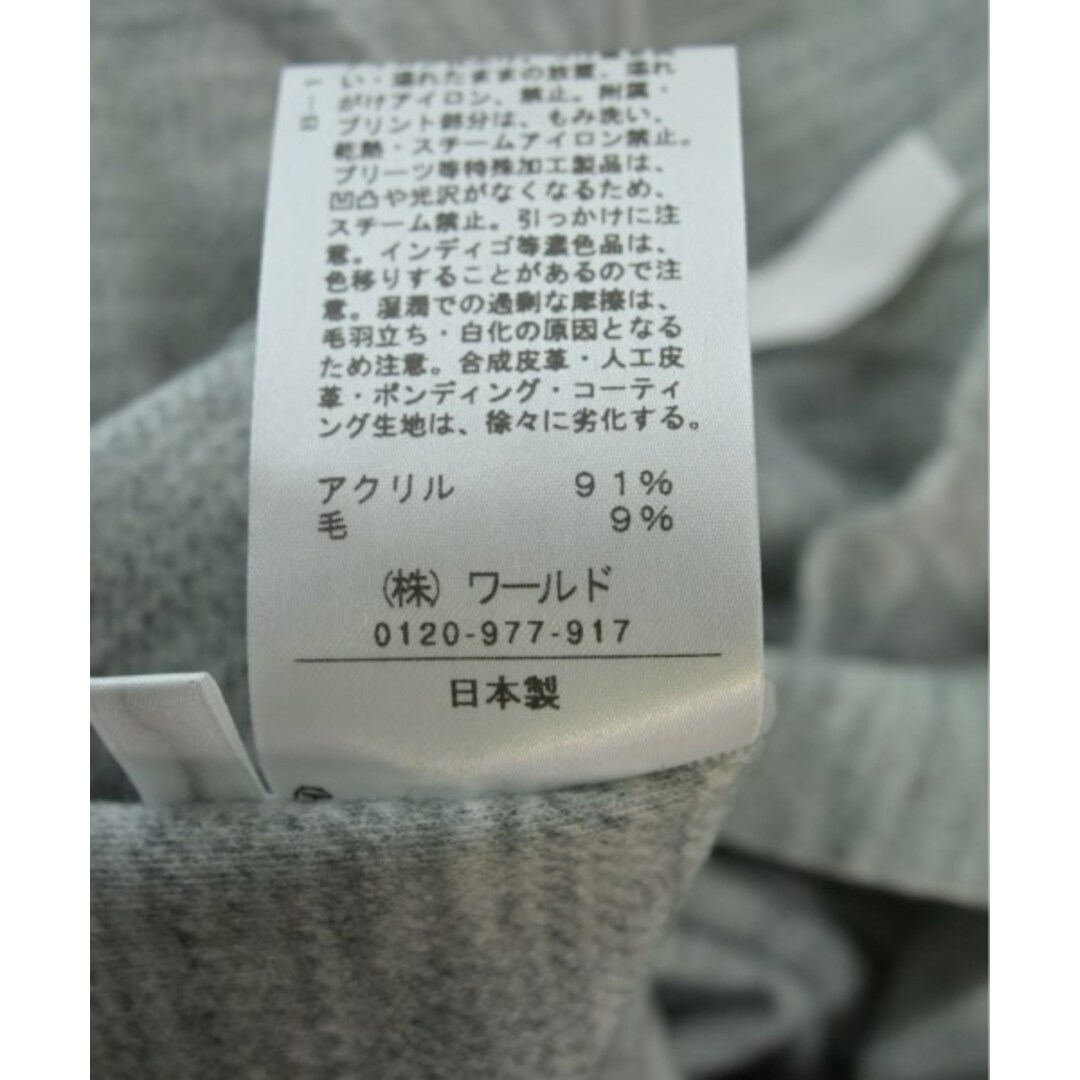 い・濡れたままの放置、濡れ
がけアイロン、禁止。附属・
プリント部分は、もみ洗い、
乾熱・スチームアイロン禁止。
プリーツ等特殊加工製品は、
凹凸や光沢がなくなるため、
スチーム禁止。引っかけに注
意。インディゴ等濃色品は、
色移りすることがあるので注
意。湿潤での過剰な摩擦は、
毛羽立ち・白化の原因となる
ため注意。合成皮革・人工皮
革・ボンディング・コーティ
ング生地は、徐々に劣化する。
アクリル 91%
毛 9%
(株) ワールド
0120-977-917
日本製